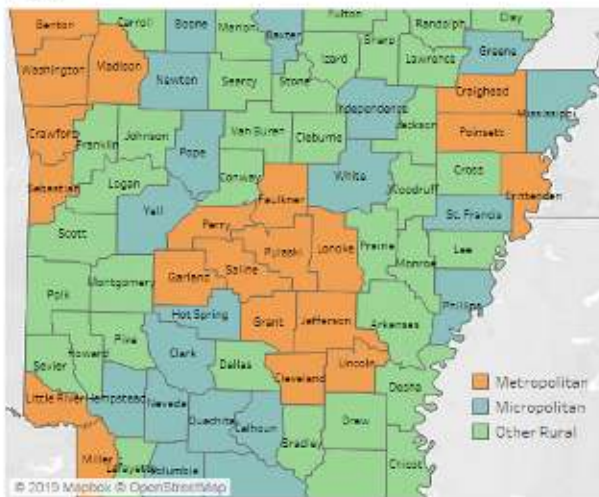 Benton
Carroll
Boone
Marion
Baxter
Fulton
Sharp
Randolph
Clay
Greene
Washington
Madison
Newton
Searcy
Stone
Izard
Lawrence
Craighead
Mississippi
Independence
Jackson
Poinsett
Crawford
Franklin
Johnson
Van Buren
Cleburne
Pope
Conway
White
Woodruff
Cross
Crittenden
Sebastian
Logan
Faulkner
St. Francis
Yell
Scott
Perry
Pulaski
Lonoke
Prairie
Lee
Monroe
Saline
Garland
Montgomery
Polk
Phillips
Hot Spring
Grant
Jefferson
Arkansas
Pike
Clark
Dallas
Howard
Sevier
Cleveland
Lincoln
Desha
Little River
Hempstead
Nevada
Ouachita
Calhoun
Bradley
Drew
Chicot
Miller
Lafayette
Columbia
Metropolitan
Micropolitan
Other Rural
© 2019 Mapbox © OpenStreetMap